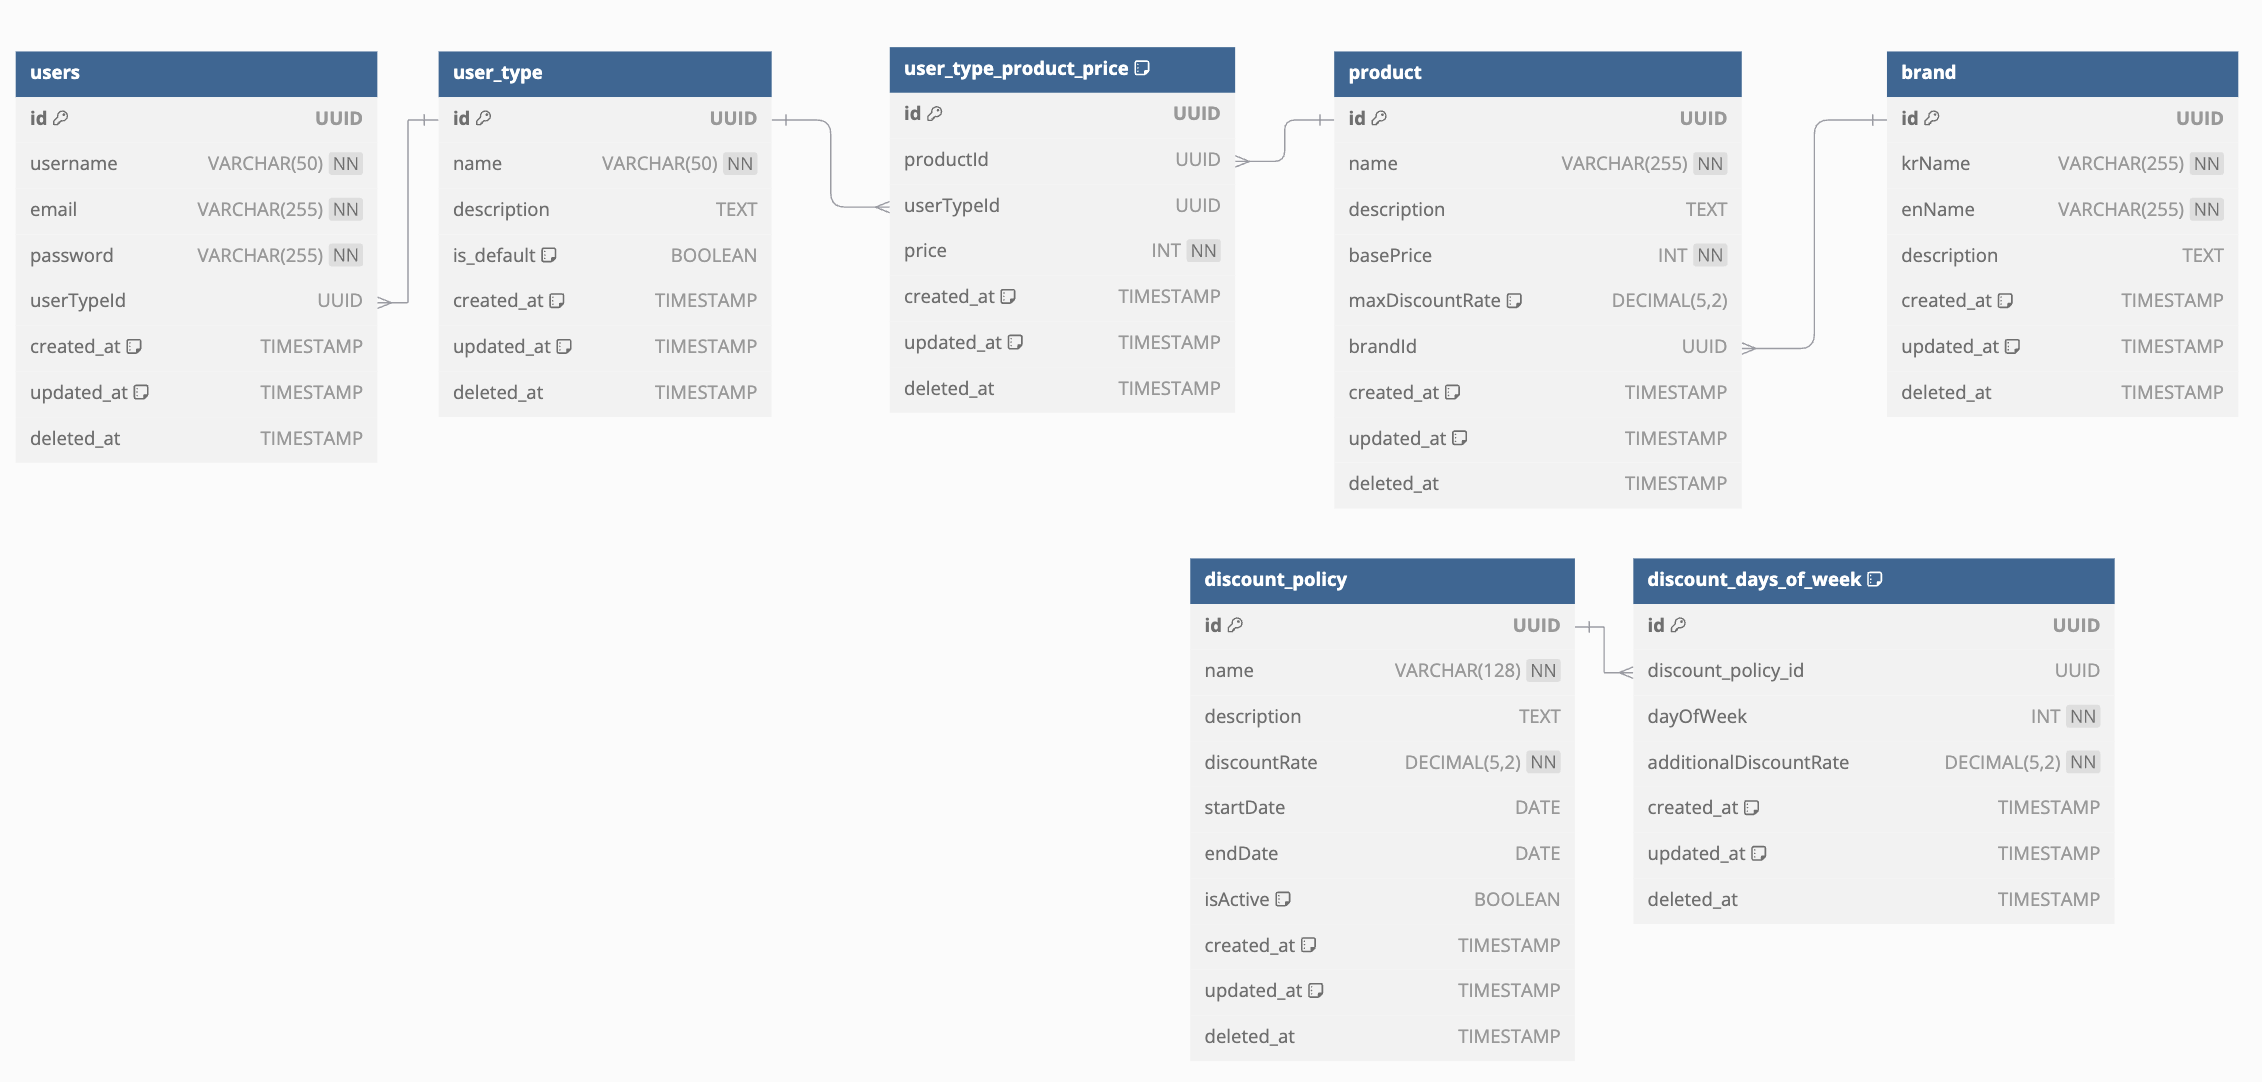 users
id UUID
username VARCHAR(50) NN
email VARCHAR(255) NN
password VARCHAR(255) NN
userTypeId UUID
created_at TIMESTAMP
updated_at TIMESTAMP
deleted_at TIMESTAMP
user_type
id UUID
name VARCHAR(50) NN
description TEXT
is_default BOOLEAN
created_at TIMESTAMP
updated_at TIMESTAMP
deleted_at TIMESTAMP
user_type_product_price
id UUID
productId UUID
userTypeId UUID
price INT NN
created_at TIMESTAMP
updated_at TIMESTAMP
deleted_at TIMESTAMP
product
id UUID
name VARCHAR(255) NN
description TEXT
basePrice INT NN
maxDiscountRate DECIMAL(5,2)
brandId UUID
created_at TIMESTAMP
updated_at TIMESTAMP
deleted_at TIMESTAMP
brand
id UUID
krName VARCHAR(255) NN
enName VARCHAR(255) NN
description TEXT
created_at TIMESTAMP
updated_at TIMESTAMP
deleted_at TIMESTAMP
discount_policy
id UUID
name VARCHAR(128) NN
description TEXT
discountRate DECIMAL(5,2) NN
startDate DATE
endDate DATE
isActive BOOLEAN
created_at TIMESTAMP
updated_at TIMESTAMP
deleted_at TIMESTAMP
discount_days_of_week
id UUID
discount_policy_id UUID
dayOfWeek INT NN
additionalDiscountRate DECIMAL(5,2) NN
created_at TIMESTAMP
updated_at TIMESTAMP
deleted_at TIMESTAMP